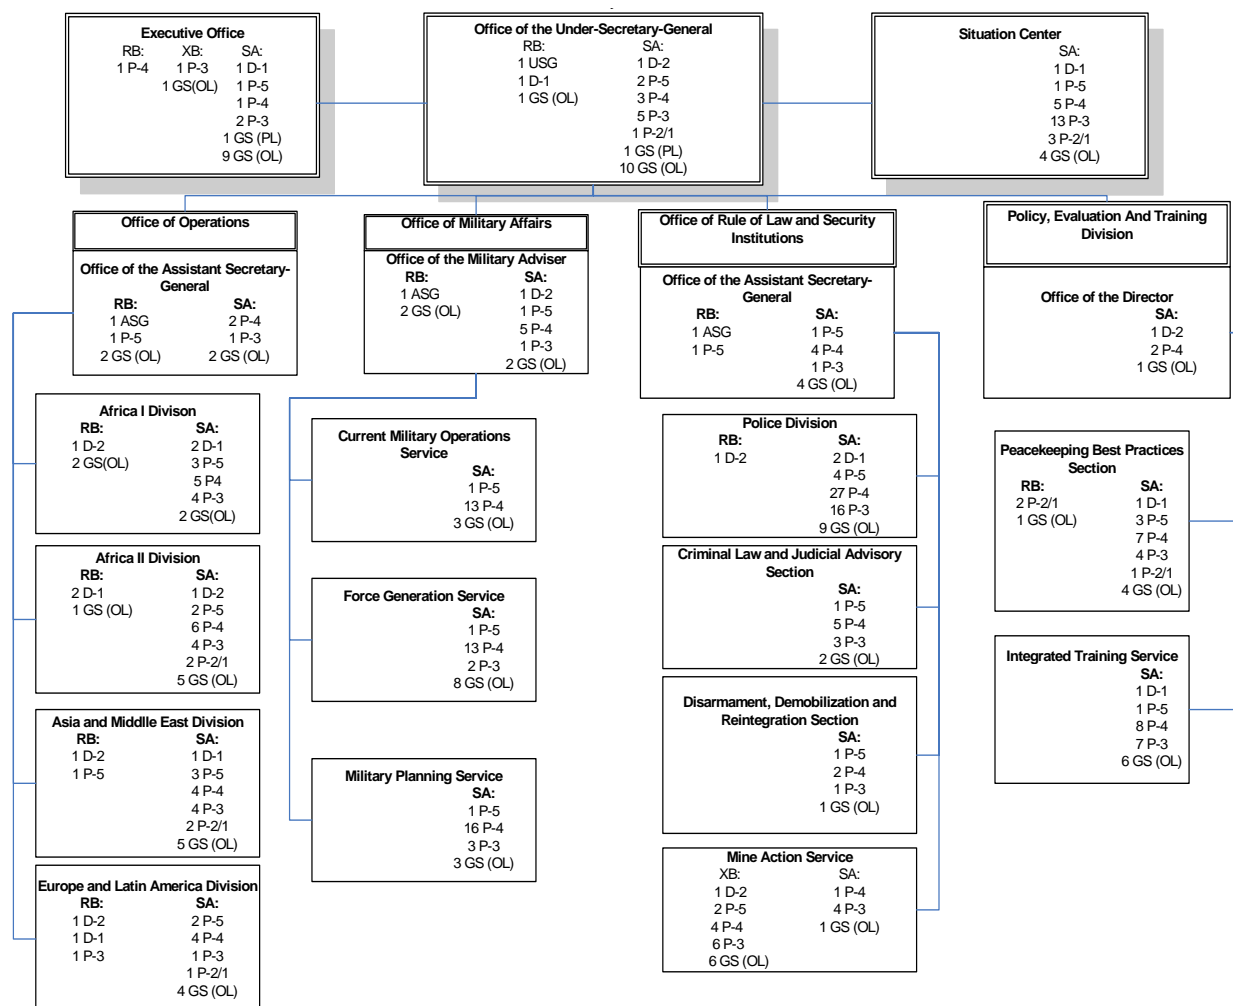 Executive Office
RB: XB: SA:
1 P-4 1 P-3 1 D-1
1 GS(OL) 1 P-5
1 P-4
2 P-3
1 GS (PL)
9 GS (OL)
Office of the Under-Secretary-General
RB: SA:
1 USG 1 D-2
1 D-1 2 P-5
1 GS (OL) 3 P-4
5 P-3
1 P-2/1
1 GS (PL)
10 GS (OL)
Situation Center
SA:
1 D-1
1 P-5
5 P-4
13 P-3
3 P-2/1
4 GS (OL)
Office of Operations
Office of the Assistant Secretary-
General
RB: SA:
1 ASG 2 P-4
1 P-5 1 P-3
2 GS (OL) 2 GS (OL)
Africa I Divison
RB: SA:
1 D-2 2 D-1
2 GS(OL) 3 P-5
5 P4
4 P-3
2 GS(OL)
Africa II Division
RB: SA:
2 D-1 1 D-2
1 GS (OL) 2 P-5
6 P-4
4 P-3
2 P-2/1
5 GS (OL)
Asia and Middlle East Division
RB: SA:
1 D-2 1 D-1
1 P-5 3 P-5
4 P-4
4 P-3
2 P-2/1
5 GS (OL)
Europe and Latin America Division
RB: SA:
1 D-2 2 P-5
1 D-1 4 P-4
1 P-3 1 P-3
1 P-2/1
4 GS (OL)
Office of Military Affairs
Office of the Military Adviser
RB: SA:
1 ASG 1 D-2
2 GS (OL) 1 P-5
5 P-4
1 P-3
2 GS (OL)
Current Military Operations
Service
SA:
1 P-5
13 P-4
3 GS (OL)
Force Generation Service
SA:
1 P-5
13 P-4
2 P-3
8 GS (OL)
Military Planning Service
SA:
1 P-5
16 P-4
3 P-3
3 GS (OL)
Office of Rule of Law and Security
Institutions
Office of the Assistant Secretary-
General
RB: SA:
1 ASG 1 P-5
1 P-5 4 P-4
1 P-3
4 GS (OL)
Police Division
RB: SA:
1 D-2 2 D-1
4 P-5
27 P-4
16 P-3
9 GS (OL)
Criminal Law and Judicial Advisory
Section
SA:
1 P-5
5 P-4
3 P-3
2 GS (OL)
Disarmament, Demobilization and
Reintegration Section
SA:
1 P-5
2 P-4
1 P-3
1 GS (OL)
Mine Action Service
XB: SA:
1 D-2 1 P-4
2 P-5 4 P-3
4 P-4 1 GS (OL)
6 P-3
6 GS (OL)
Policy, Evaluation And Training
Division
Office of the Director
SA:
1 D-2
2 P-4
1 GS (OL)
Peacekeeping Best Practices
Section
RB: SA:
2 P-2/1 1 D-1
1 GS (OL) 3 P-5
7 P-4
4 P-3
1 P-2/1
4 GS (OL)
Integrated Training Service
SA:
1 D-1
1 P-5
8 P-4
7 P-3
6 GS (OL)